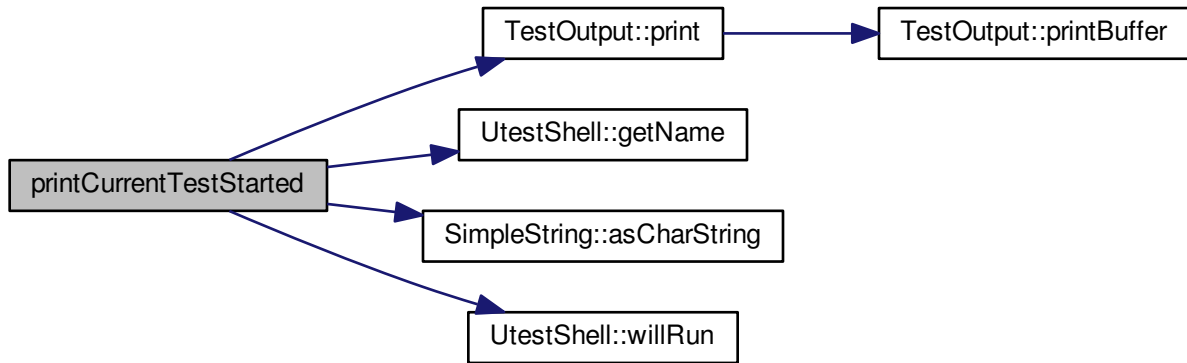 TestOutput::print
TestOutput::printBuffer
UtestShell::getName
printCurrentTestStarted
SimpleString::asCharString
UtestShell::willRun